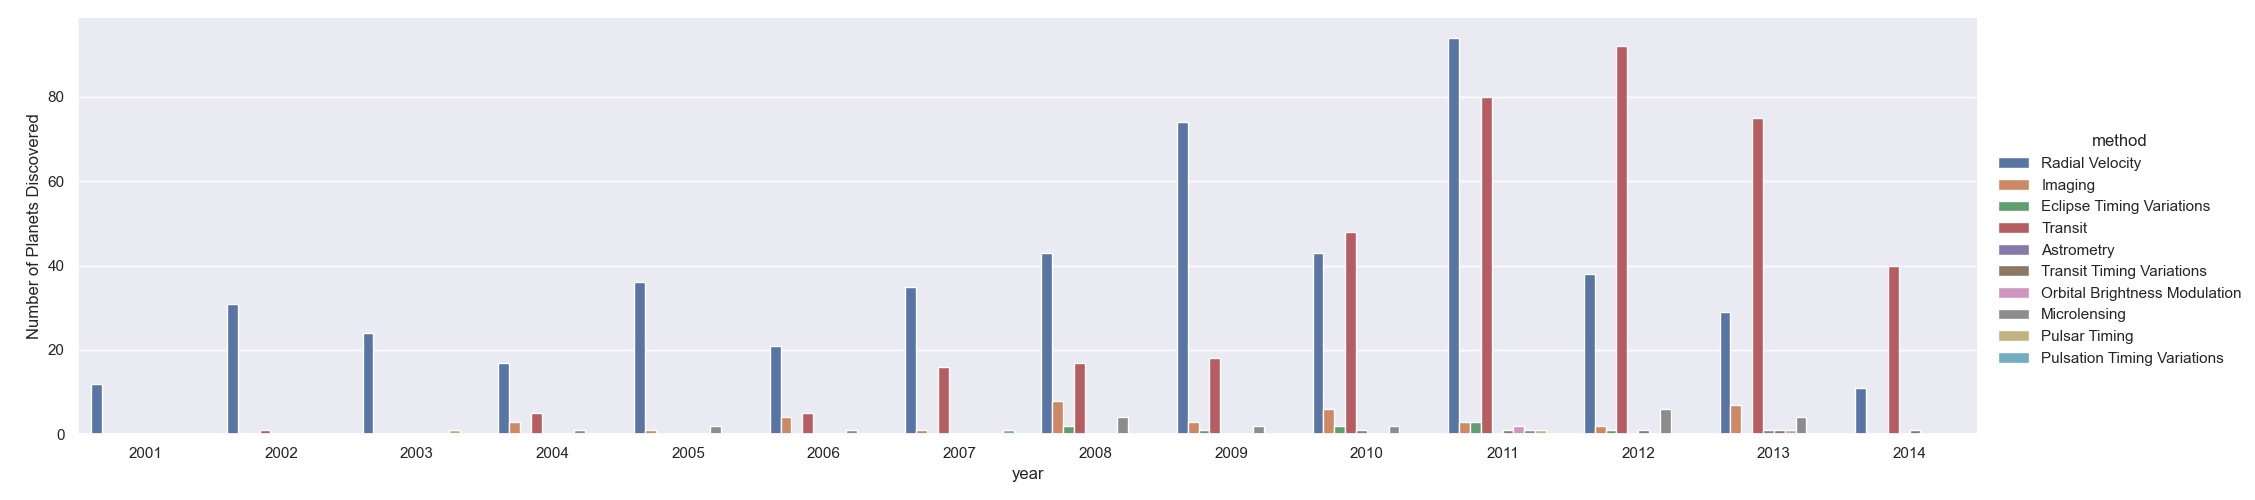 Number of Planets Discovered
80
60
40
20
0
2001 2002 2003 2004 2005 2006 2007 2008 2009 2010 2011 2012 2013 2014
year
method
Radial Velocity
Imaging
Eclipse Timing Variations
Transit
Astrometry
Transit Timing Variations
Orbital Brightness Modulation
Microlensing
Pulsar Timing
Pulsation Timing Variations